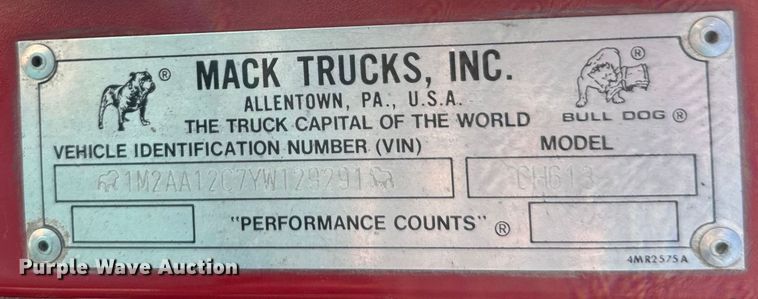 MACK TRUCKS, INC.
ALLENTOWN, PA., U.S.A.
THE TRUCK CAPITAL OF THE WORLD
®
®
BULL DOG ®
VEHICLE IDENTIFICATION NUMBER (VIN) MODEL
1M2AA12C7YW129291 CH613
"PERFORMANCE COUNTS" ®
4MR2575A
Purple Wave Auction